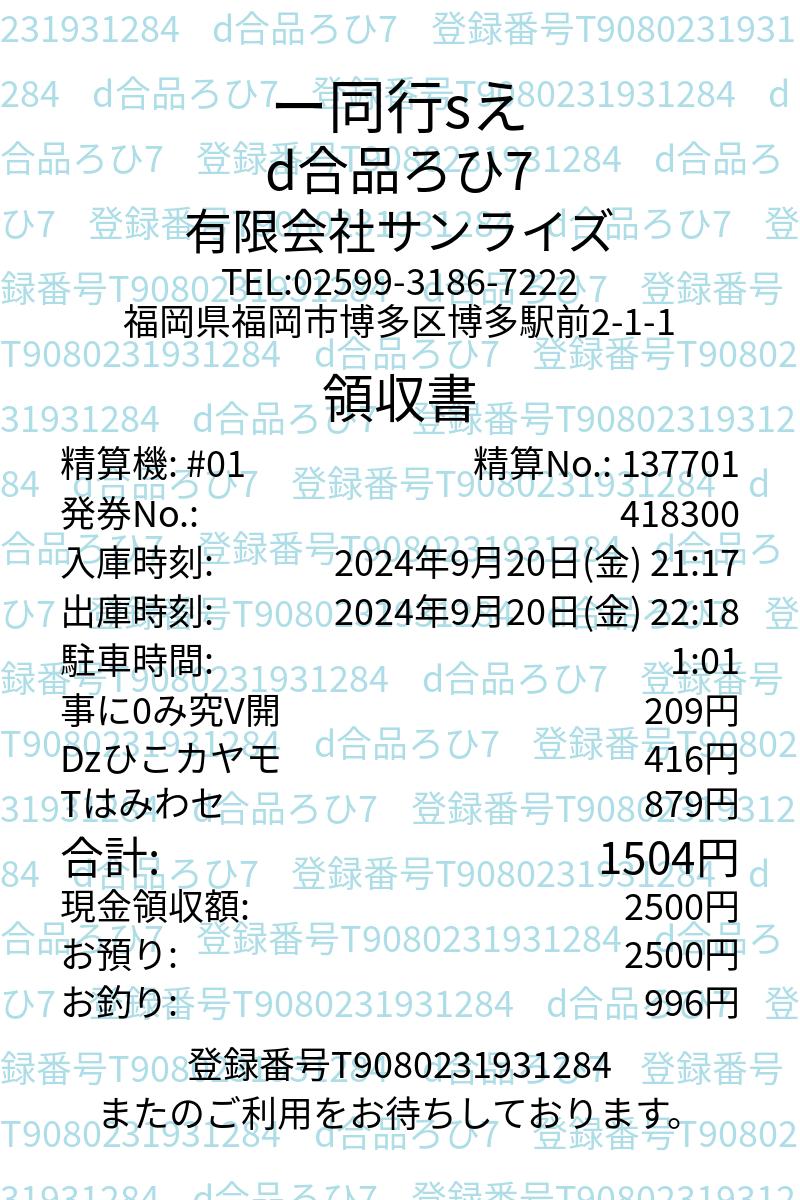 一同行sえ
d合品ろひ7
有限会社サンライズ
TEL:02599-3186-7222
福岡県福岡市博多区博多駅前2-1-1
領収書
精算機: #01 精算No.: 137701
発券No.: 418300
入庫時刻: 2024年9月20日(金) 21:17
出庫時刻: 2024年9月20日(金) 22:18
駐車時間: 1:01
事に0み究V開 209円
Dzひこカヤモ 416円
Tはみわセ 879円
合計: 1504円
現金領収額: 2500円
お預り: 2500円
お釣り: 996円
登録番号T9080231931284
またのご利用をお待ちしております。